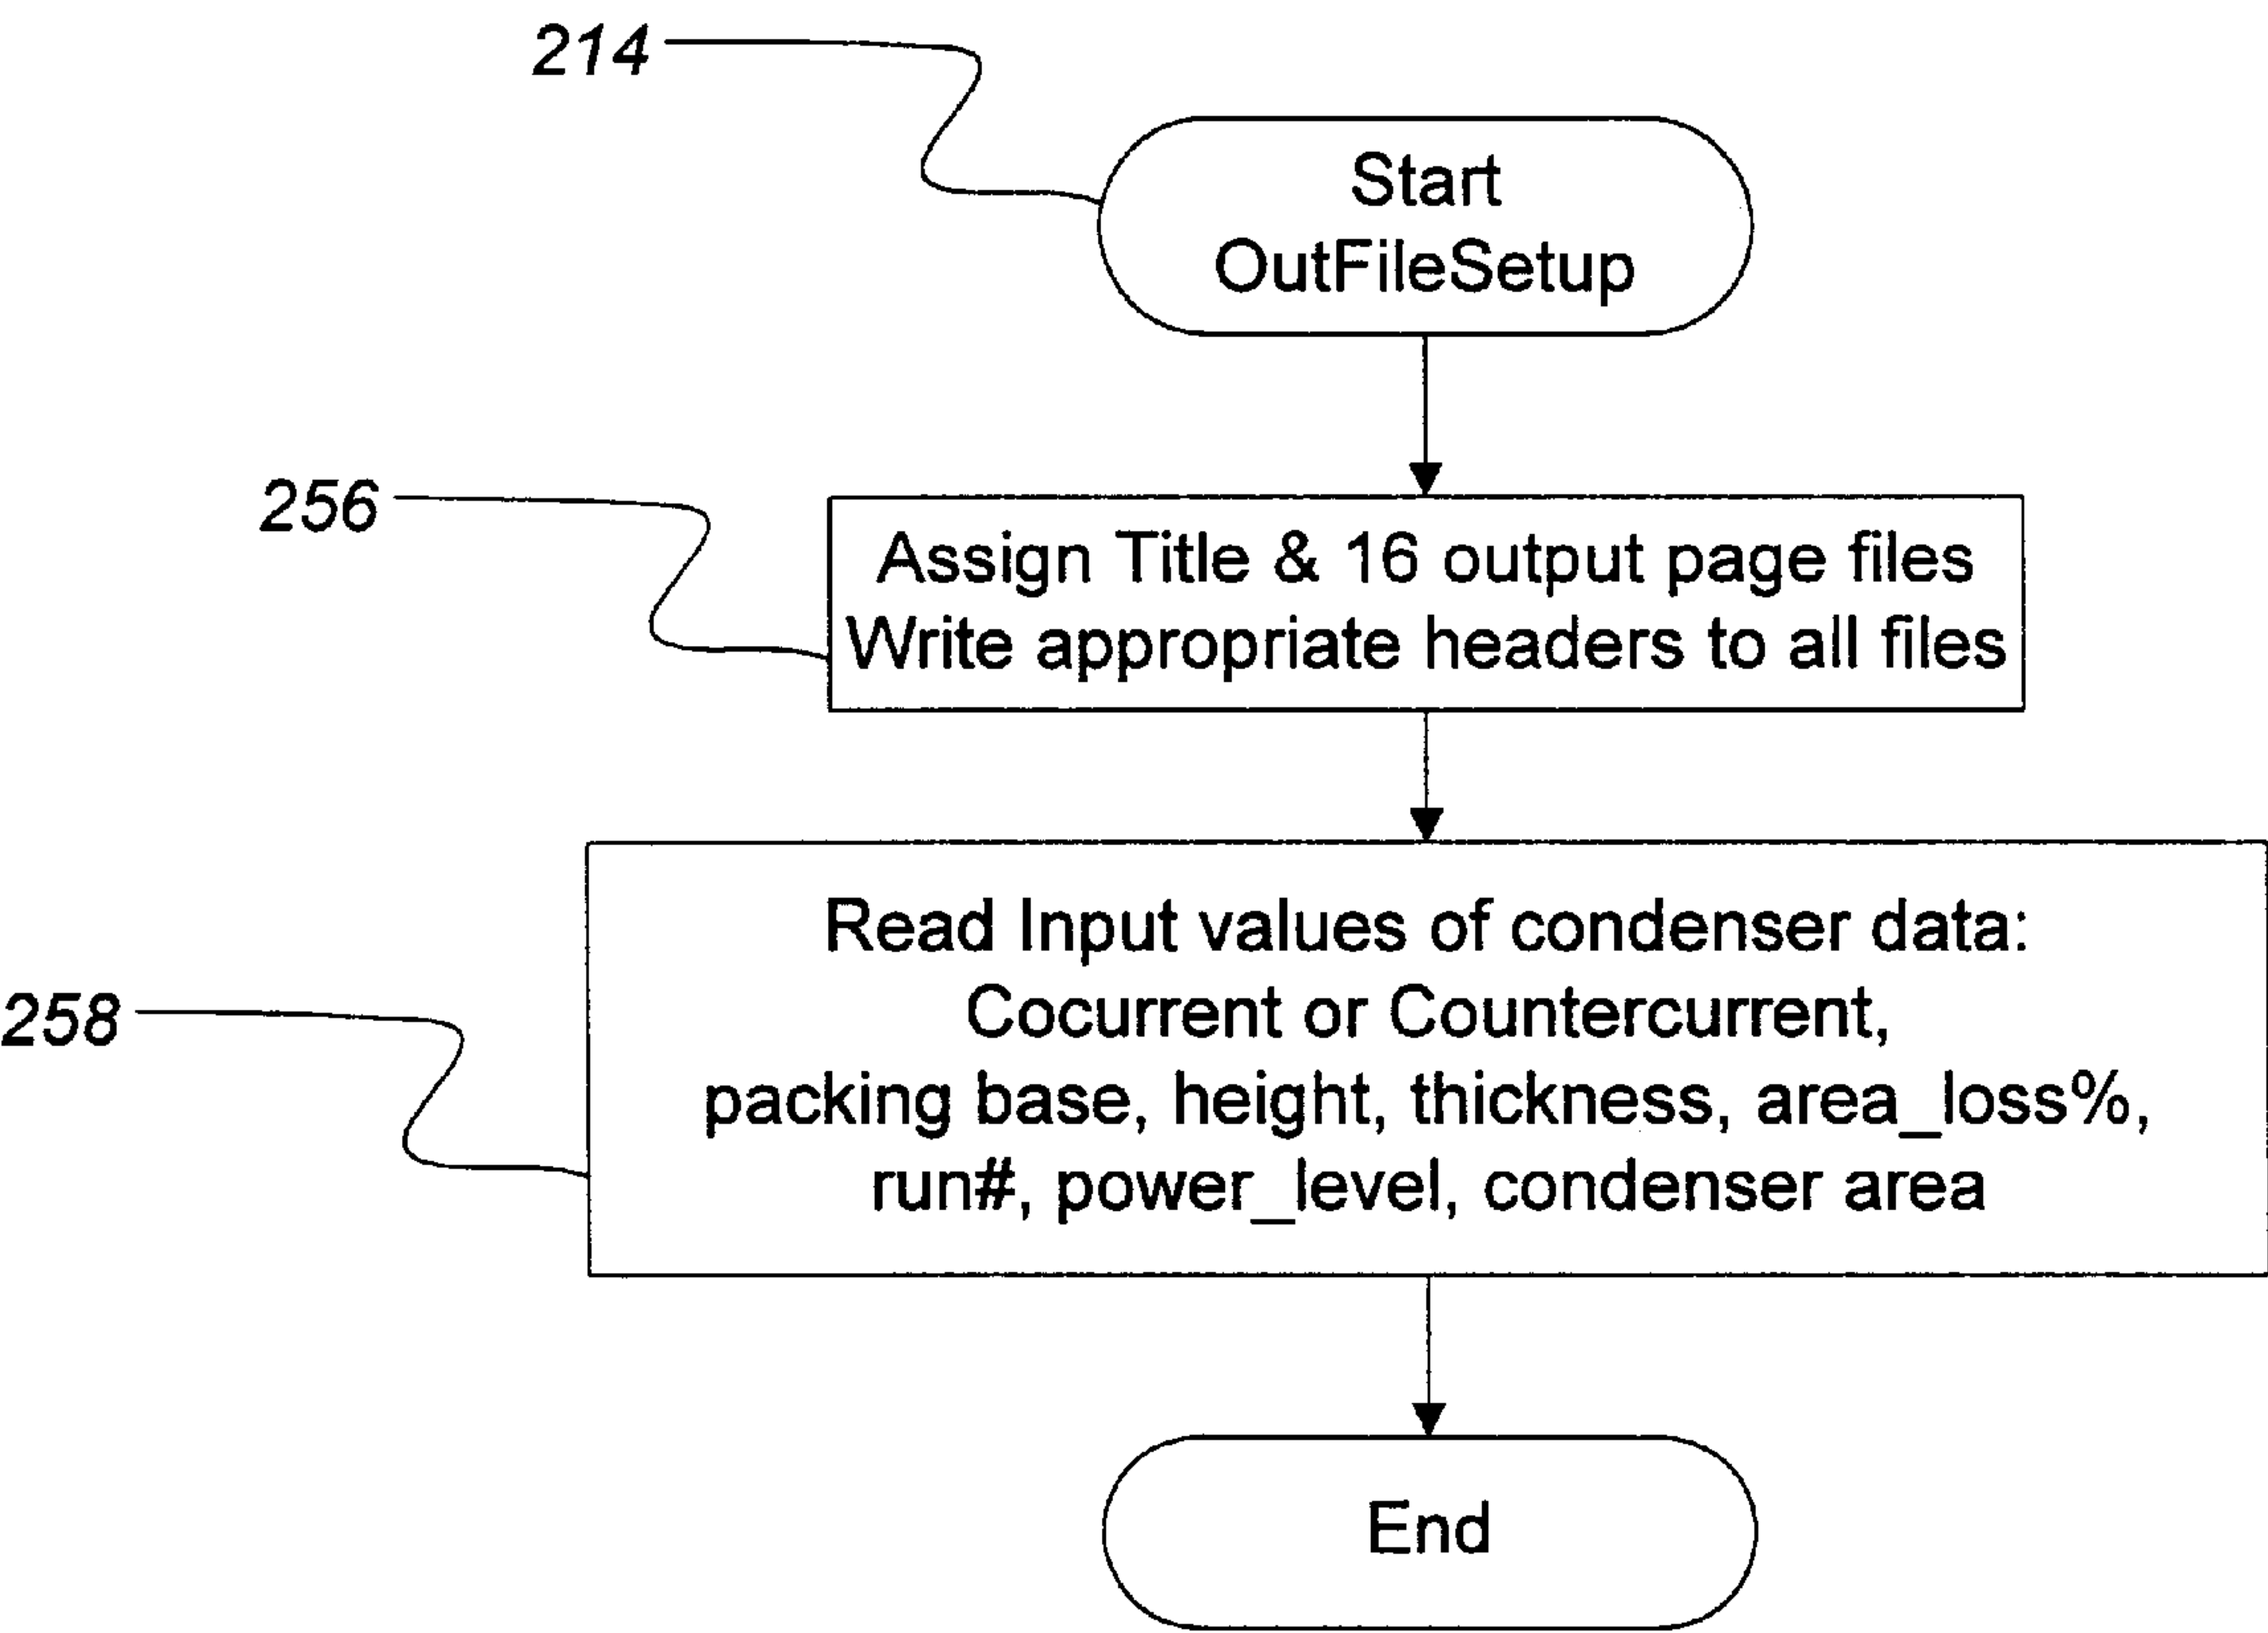 214
Start
OutFileSetup
256
Assign Title & 16 output page files
Write appropriate headers to all files
Read Input values of condenser data:
Cocurrent or Countercurrent,
258
packing base, height, thickness, area_loss%,
run#, power_level, condenser area
End